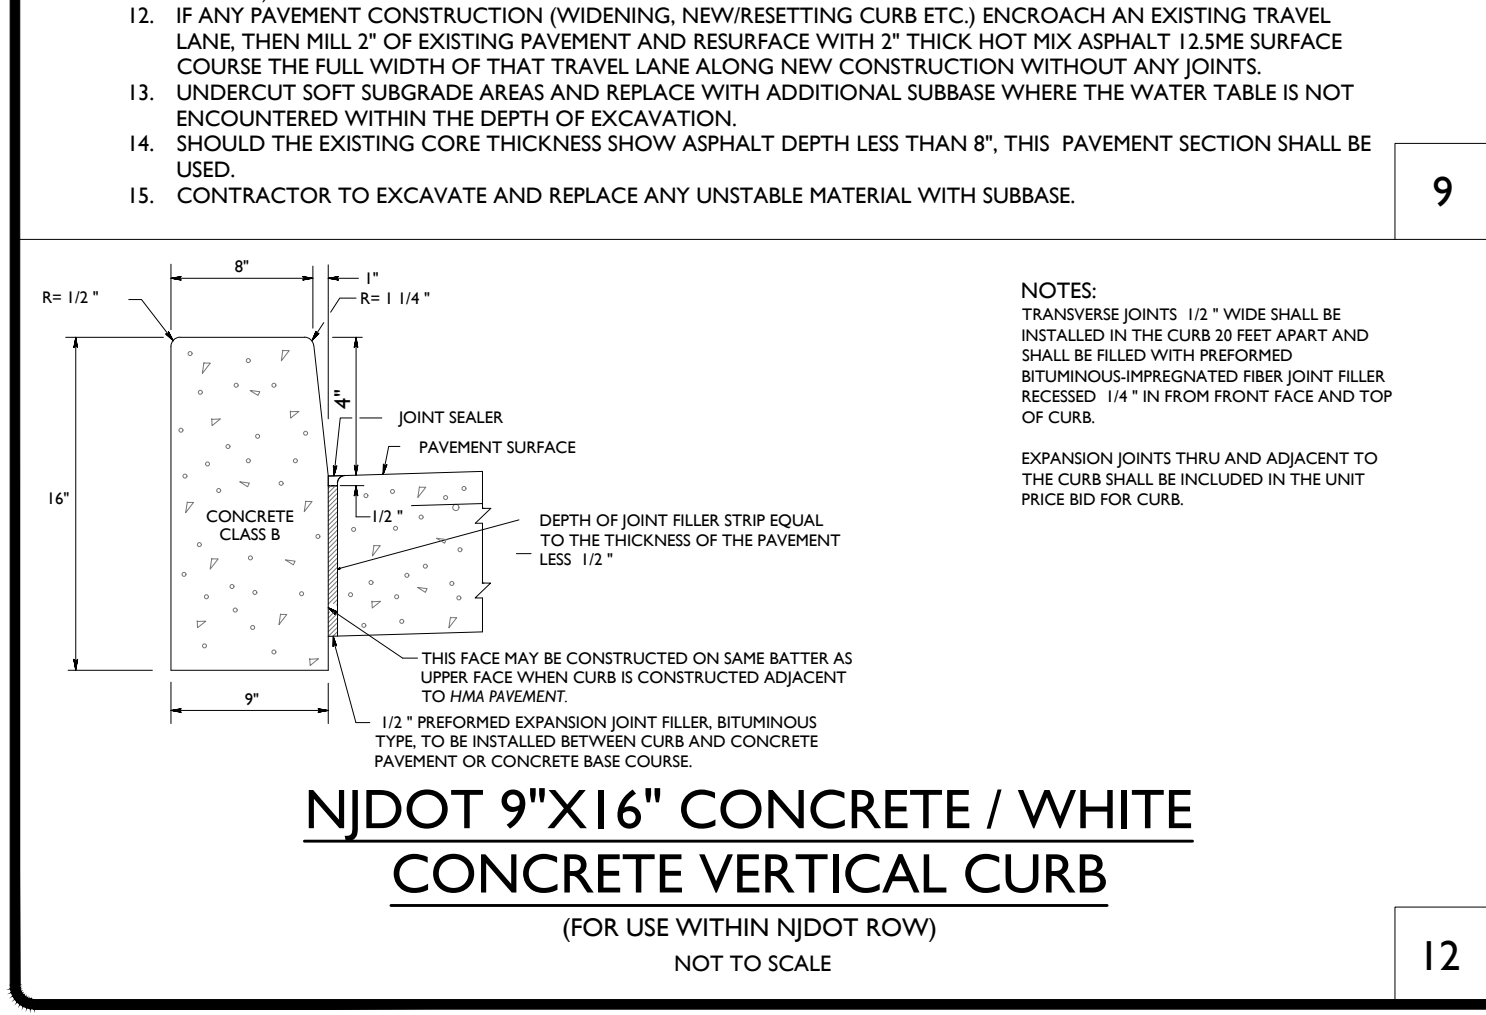 12. IF ANY PAVEMENT CONSTRUCTION (WIDENING, NEW/RESETTING CURB ETC.) ENCROACH AN EXISTING TRAVEL
LANE, THEN MILL 2" OF EXISTING PAVEMENT AND RESURFACE WITH 2" THICK HOT MIX ASPHALT 12.5ME SURFACE
COURSE THE FULL WIDTH OF THAT TRAVEL LANE ALONG NEW CONSTRUCTION WITHOUT ANY JOINTS.
13. UNDERCUT SOFT SUBGRADE AREAS AND REPLACE WITH ADDITIONAL SUBBASE WHERE THE WATER TABLE IS NOT
ENCOUNTERED WITHIN THE DEPTH OF EXCAVATION.
14. SHOULD THE EXISTING CORE THICKNESS SHOW ASPHALT DEPTH LESS THAN 8", THIS PAVEMENT SECTION SHALL BE
USED.
15. CONTRACTOR TO EXCAVATE AND REPLACE ANY UNSTABLE MATERIAL WITH SUBBASE.
9
8"
1"
R= 1/2 "
R= 1 1/4 "
4"
JOINT SEALER
PAVEMENT SURFACE
16"
CONCRETE
CLASS B
1/2 "
DEPTH OF JOINT FILLER STRIP EQUAL
TO THE THICKNESS OF THE PAVEMENT
LESS 1/2 "
THIS FACE MAY BE CONSTRUCTED ON SAME BATTER AS
UPPER FACE WHEN CURB IS CONSTRUCTED ADJACENT
TO HMA PAVEMENT.
9"
1/2 " PREFORMED EXPANSION JOINT FILLER, BITUMINOUS
TYPE, TO BE INSTALLED BETWEEN CURB AND CONCRETE
PAVEMENT OR CONCRETE BASE COURSE.
NOTES:
TRANSVERSE JOINTS 1/2 " WIDE SHALL BE
INSTALLED IN THE CURB 20 FEET APART AND
SHALL BE FILLED WITH PREFORMED
BITUMINOUS-IMPREGNATED FIBER JOINT FILLER
RECESSED 1/4 " IN FROM FRONT FACE AND TOP
OF CURB.
EXPANSION JOINTS THRU AND ADJACENT TO
THE CURB SHALL BE INCLUDED IN THE UNIT
PRICE BID FOR CURB.
NJDOT 9"X16" CONCRETE / WHITE
CONCRETE VERTICAL CURB
(FOR USE WITHIN NJDOT ROW)
NOT TO SCALE
12